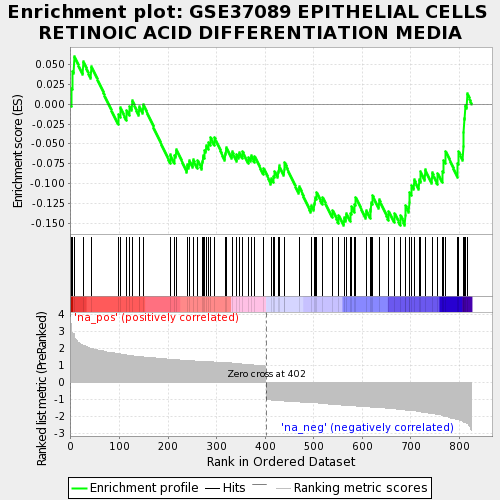 Enrichment plot: GSE37089 EPITHELIAL CELLS
RETINOIC ACID DIFFERENTIATION MEDIA
Enrichment score (ES)
0.050
0.025
0.000
-0.025
-0.050
-0.075
-0.100
-0.125
-0.150
'na_pos' (positively correlated)
Ranked list metric (PreRanked)
4
3
2
1
0
-1
-2
-3
Zero cross at 402
'na_neg' (negatively correlated)
0
100
200
300
400
500
600
700
800
Rank in Ordered Dataset
Enrichment profile
Hits
Ranking metric scores